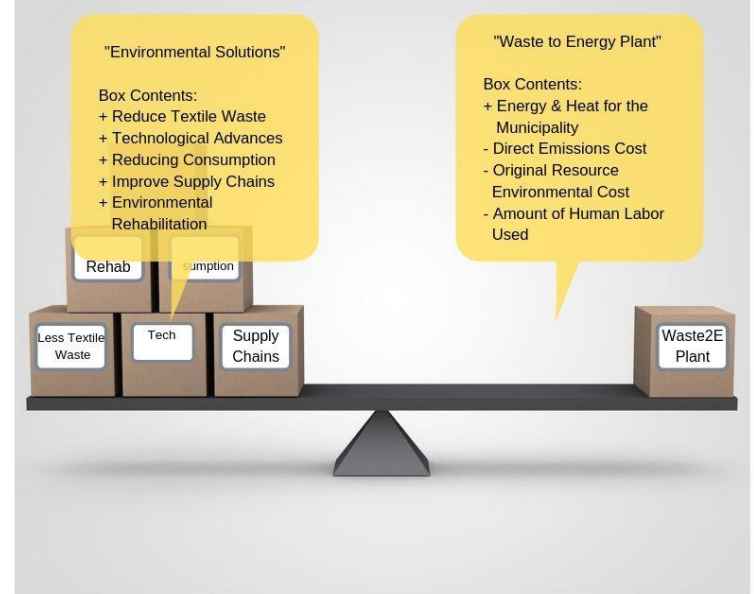 "Environmental Solutions"
Box Contents:
+ Reduce Textile Waste
+ Technological Advances
+ Reducing Consumption
+ Improve Supply Chains
+ Environmental
Rehabilitation
"Waste to Energy Plant"
Box Contents:
+ Energy & Heat for the
Municipality
- Direct Emissions Cost
- Original Resource
Environmental Cost
- Amount of Human Labor
Used
Rehab
sumption
Less Textile
Waste
Tech
Supply
Chains
Waste2E
Plant